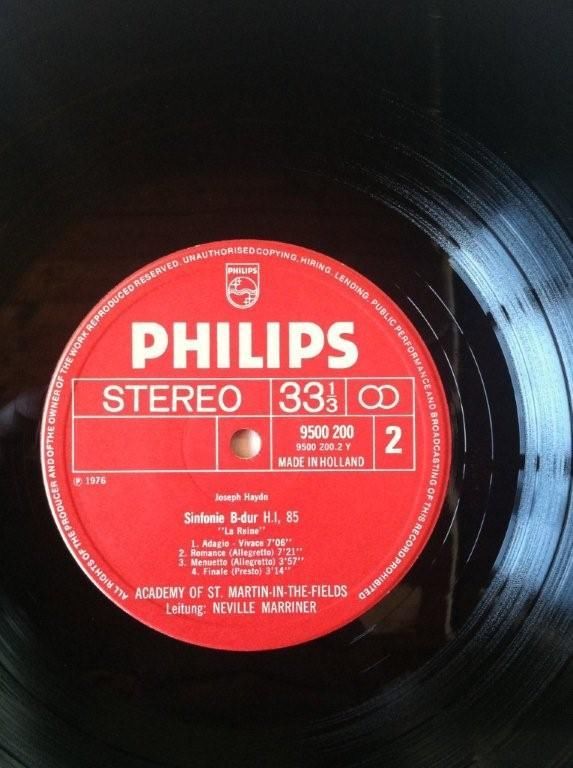 ALL RIGHTS OF THE PRODUCER AND OF THE OWNER OF THE WORK REPRODUCED RESERVED. UNAUTHORISED COPYING, HIRING, LENDING, PUBLIC PERFORMANCE AND BROADCASTING OF THIS RECORD PROHIBITED
PHILIPS
PHILIPS
STEREO 33 1/3
9500 200
9500 200.2 Y
MADE IN HOLLAND
2
℗ 1976
Joseph Haydn
Sinfonie B-dur H.I, 85
"La Reine"
1. Adagio - Vivace 7'06"
2. Romance (Allegretto) 7'21"
3. Menuetto (Allegretto) 3'57"
4. Finale (Presto) 3'14"
ACADEMY OF ST. MARTIN-IN-THE-FIELDS
Leitung: NEVILLE MARRINER